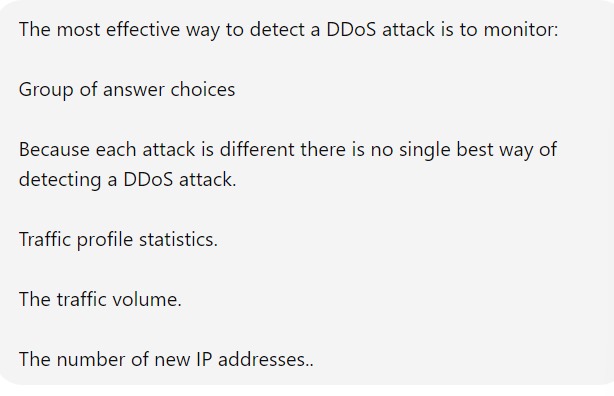 The most effective way to detect a DDoS attack is to monitor:
Group of answer choices
Because each attack is different there is no single best way of
detecting a DDoS attack.
Traffic profile statistics.
The traffic volume.
The number of new IP addresses..